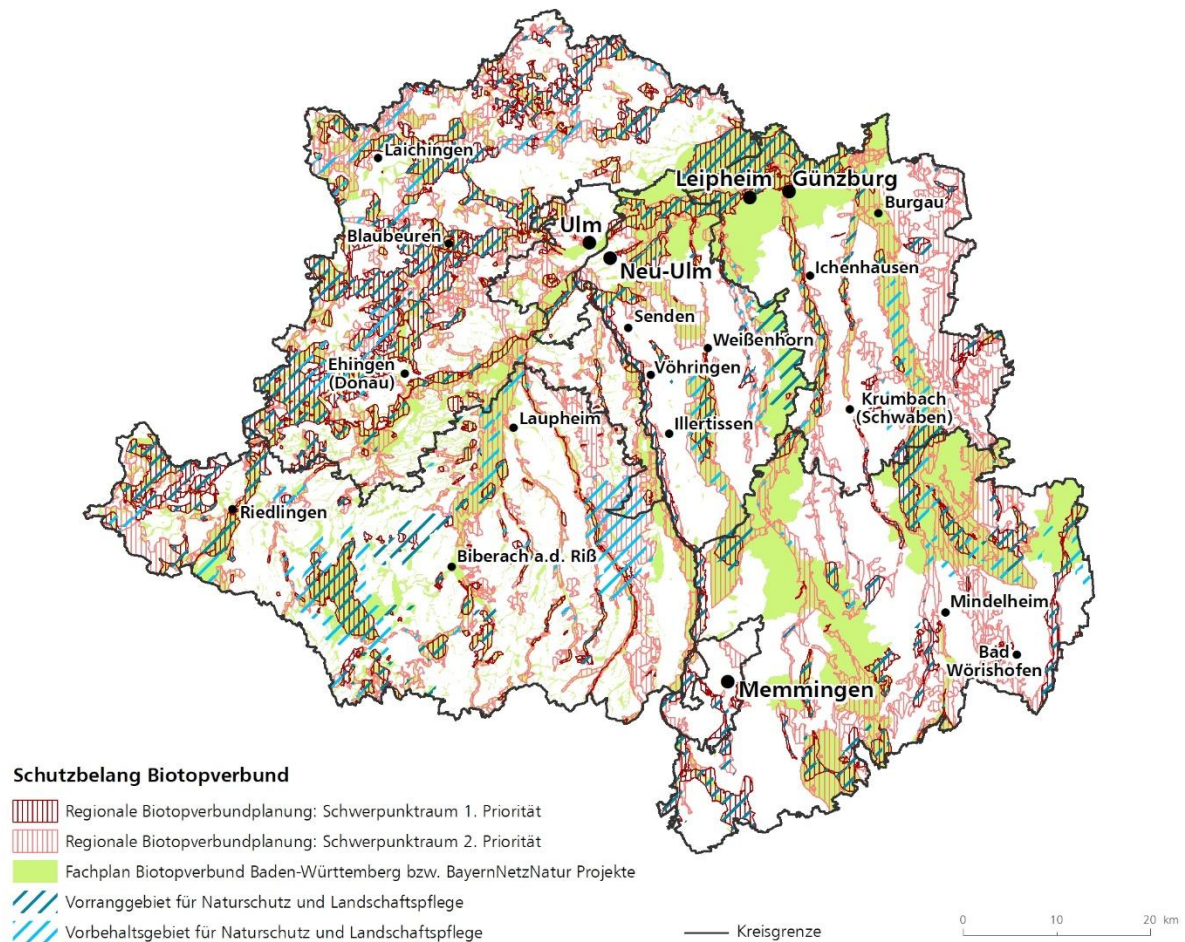 Laichingen
Leipheim
Günzburg
Burgau
Blaubeuren
Ulm
Neu-Ulm
Ichenhausen
Senden
Weißenhorn
Ehingen
(Donau)
Vöhringen
Krumbach
(Schwaben)
Laupheim
Illertissen
Riedlingen
Biberach a.d. Riß
Mindelheim
Bad
Wörishofen
Memmingen
Schutzbelang Biotopverbund
Regionale Biotopverbundplanung: Schwerpunktraum 1. Priorität
Regionale Biotopverbundplanung: Schwerpunktraum 2. Priorität
Fachplan Biotopverbund Baden-Württemberg bzw. BayernNetzNatur Projekte
Vorranggebiet für Naturschutz und Landschaftspflege
Vorbehaltsgebiet für Naturschutz und Landschaftspflege
Kreisgrenze
0 10 20 km